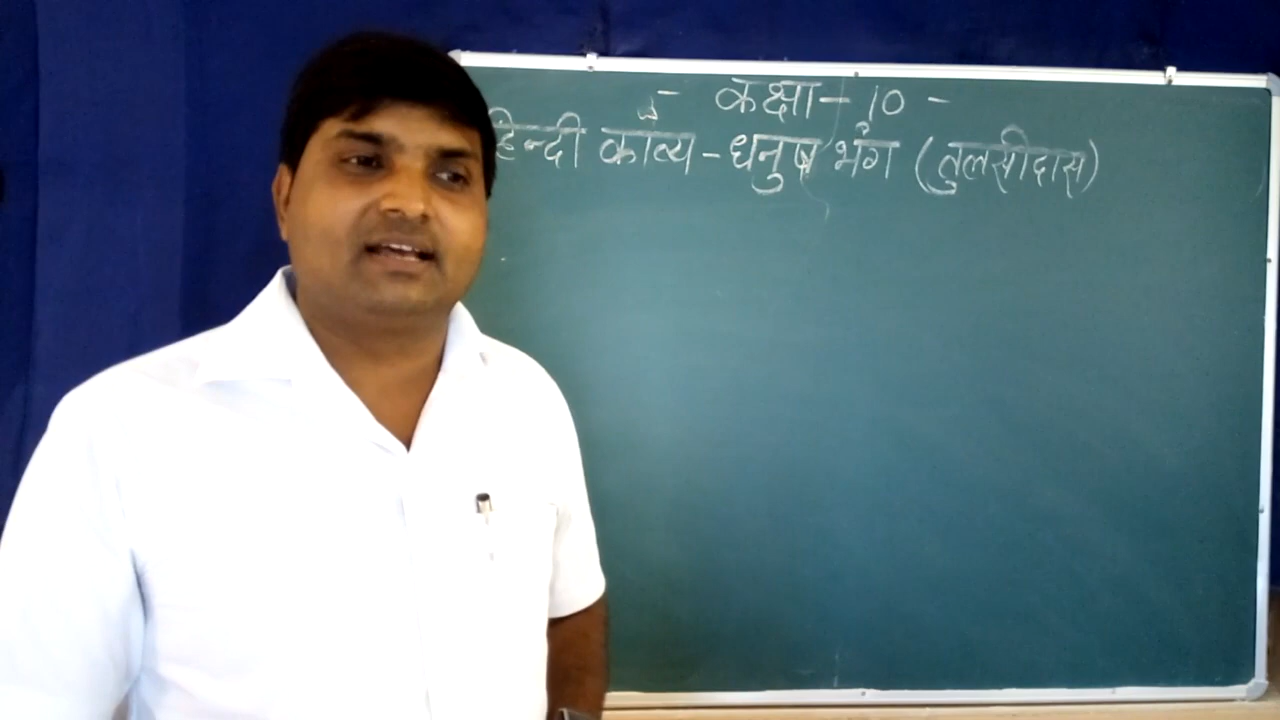 - कक्षा - 10 -
हिन्दी काव्य - धनुष भंग (तुलसीदास)